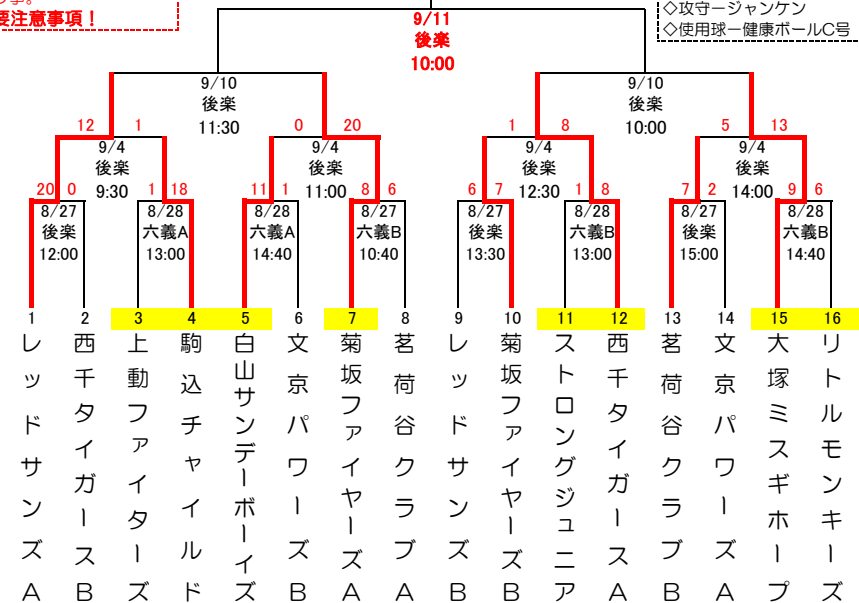 の事。
要注意事項！
9/11
後楽
10:00
◇攻守－ジャンケン
◇使用球－健康ボールC号
9/10
後楽
11:30
9/10
後楽
10:00
12 1
0 20
1 8
5 13
9/4
後楽
9:30
9/4
後楽
11:00
9/4
後楽
12:30
9/4
後楽
14:00
20 0
1 18
11 1
8 6
6 7
1 8
7 2
9 6
8/27
後楽
12:00
8/28
六義A
13:00
8/28
六義A
14:40
8/27
六義B
10:40
8/27
後楽
13:30
8/28
六義B
13:00
8/27
後楽
15:00
8/28
六義B
14:40
1 2 3 4 5 6 7 8 9 10 11 12 13 14 15 16
レッドサンズA
西千タイガースB
上動ファイターズ
駒込チャイルド
白山サンデーボーイズ
文京パワーズB
菊坂ファイヤーズA
茗荷谷クラブA
レッドサンズB
菊坂ファイヤーズB
ストロングジュニア
西千タイガースA
茗荷谷クラブB
文京パワーズA
大塚ミスギホープ
リトルモンキーズ